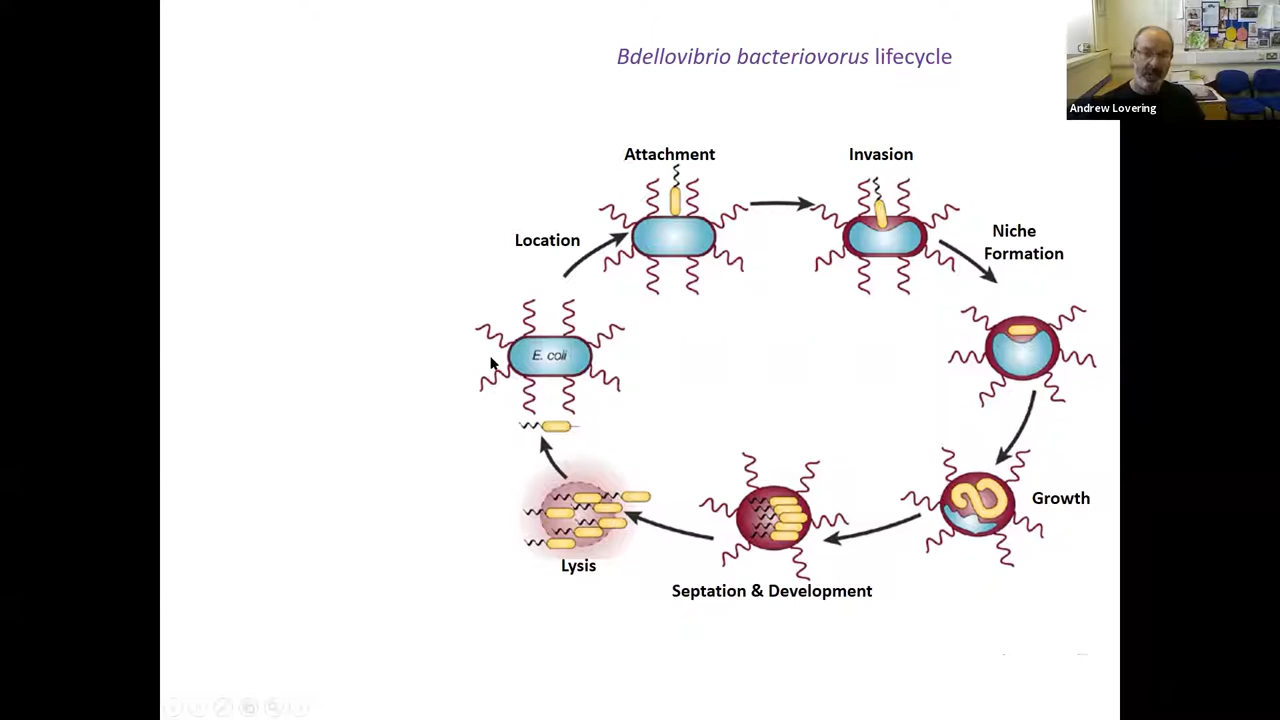 Bdellovibrio bacteriovorus lifecycle
Andrew Lovering
Attachment
Invasion
Location
Niche
Formation
E. coli
Growth
Lysis
Septation & Development